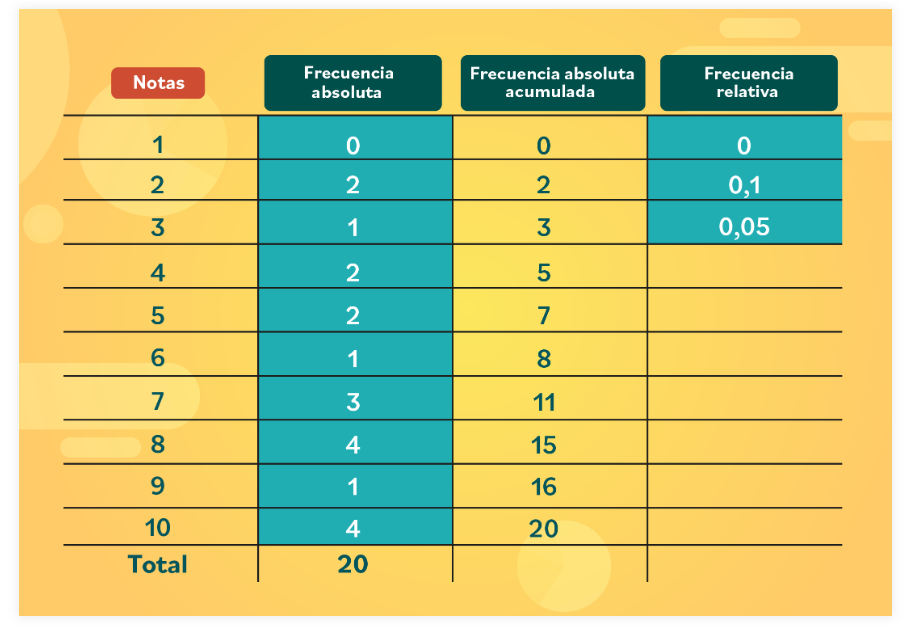 Notas Frecuencia absoluta Frecuencia absoluta acumulada Frecuencia relativa
1 0 0 0
2 2 2 0,1
3 1 3 0,05
4 2 5
5 2 7
6 1 8
7 3 11
8 4 15
9 1 16
10 4 20
Total 20